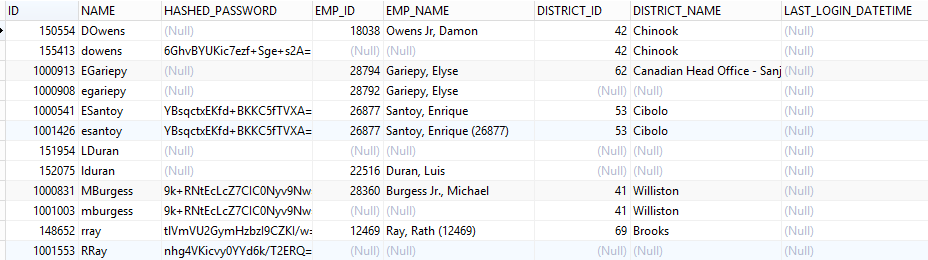 ID NAME HASHED_PASSWORD EMP_ID EMP_NAME DISTRICT_ID DISTRICT_NAME LAST_LOGIN_DATETIME
150554 DOwens (Null) 18038 Owens Jr, Damon 42 Chinook (Null)
155413 dowens 6GhvBYUKic7ezf+Sge+s2A= (Null) (Null) 42 Chinook (Null)
1000913 EGariepy (Null) 28794 Gariepy, Elyse 62 Canadian Head Office - Sanj (Null)
1000908 egariepy (Null) 28792 Gariepy, Elyse (Null) (Null) (Null)
1000541 ESantoy YBsqctxEKfd+BKKC5fTVXA= 26877 Santoy, Enrique 53 Cibolo (Null)
1001426 esantoy YBsqctxEKfd+BKKC5fTVXA= 26877 Santoy, Enrique (26877) 53 Cibolo (Null)
151954 LDuran (Null) (Null) (Null) (Null) (Null) (Null)
152075 lduran (Null) 22516 Duran, Luis (Null) (Null) (Null)
1000831 MBurgess 9k+RNtEcLcZ7CIC0Nyv9Nw 28360 Burgess Jr., Michael 41 Williston (Null)
1001003 mburgess 9k+RNtEcLcZ7CIC0Nyv9Nw (Null) (Null) 41 Williston (Null)
148652 rray tlVmVU2GymHzbzl9CZKI/w= 12469 Ray, Rath (12469) 69 Brooks (Null)
1001553 RRay nhg4VKicvy0YYd6k/T2ERQ= (Null) (Null) (Null) (Null) (Null)